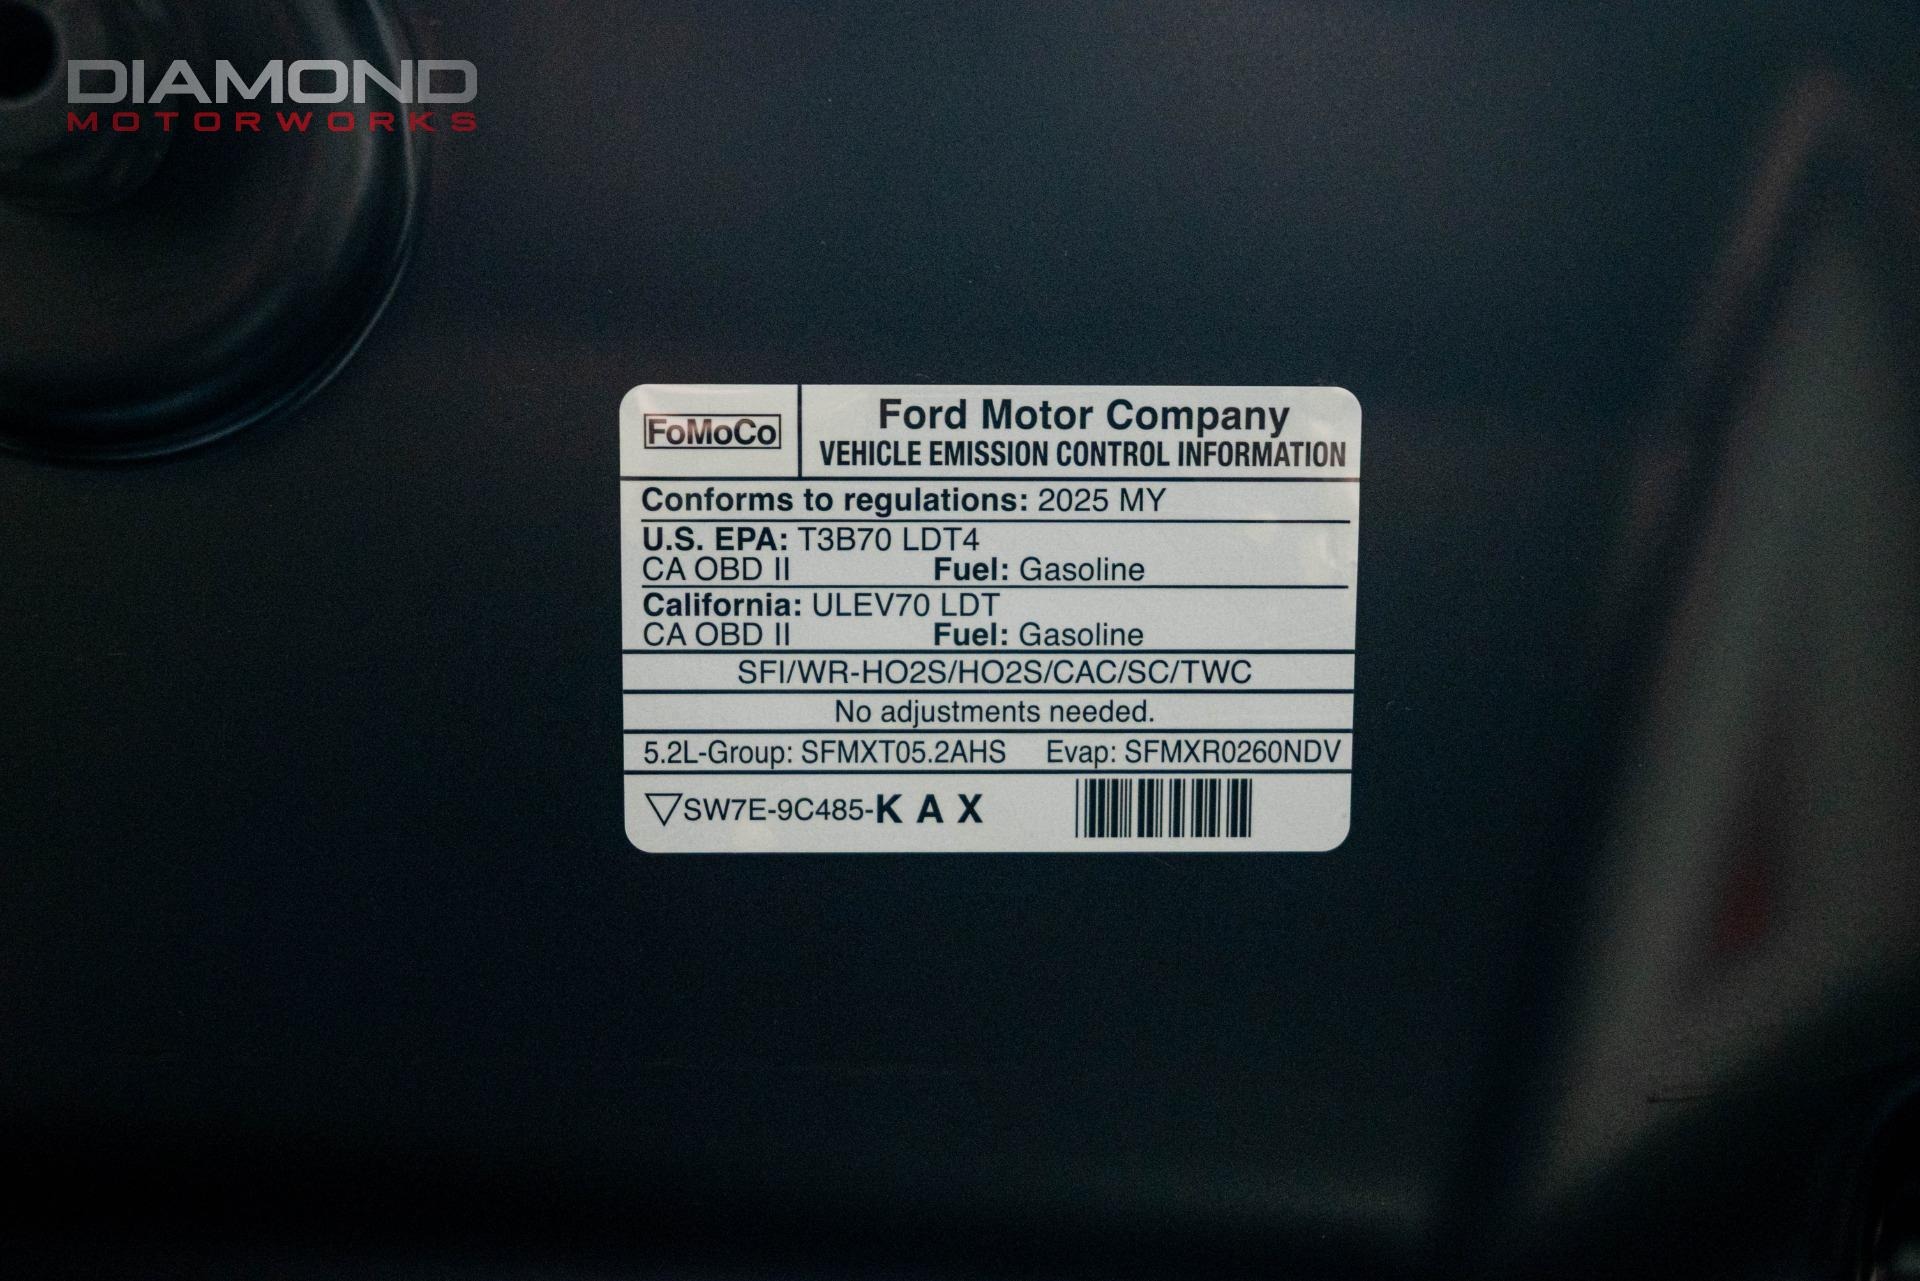 DIAMOND
MOTORWORKS
FoMoCo
Ford Motor Company
VEHICLE EMISSION CONTROL INFORMATION
Conforms to regulations: 2025 MY
U.S. EPA: T3B70 LDT4
CA OBD II Fuel: Gasoline
California: ULEV70 LDT
CA OBD II Fuel: Gasoline
SFI/WR-HO2S/HO2S/CAC/SC/TWC
No adjustments needed.
5.2L-Group: SFMXT05.2AHS Evap: SFMXR0260NDV
▽SW7E-9C485-K A X